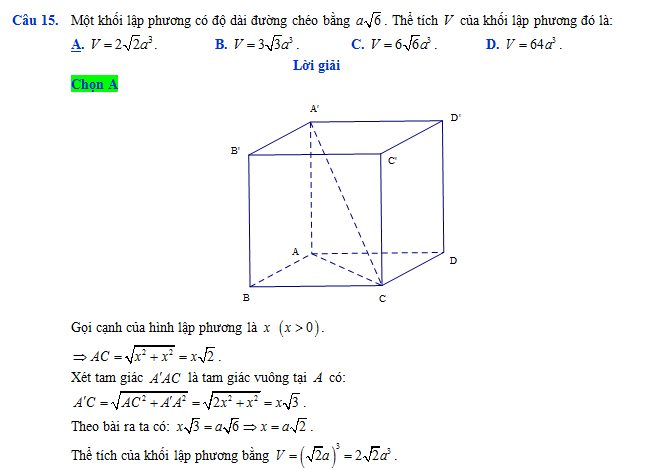 Câu 15. Một khối lập phương có độ dài đường chéo bằng a√6. Thể tích V của khối lập phương đó là:
A. V = 2√2a³. B. V = 3√3a³. C. V = 6√6a³. D. V = 64a³.
Lời giải
Chọn A
A'
D'
B'
C'
A
D
B
C
Gọi cạnh của hình lập phương là x (x > 0).
⇒ AC = √(x² + x²) = x√2.
Xét tam giác A'AC là tam giác vuông tại A có:
A'C = √(AC² + A'A²) = √(2x² + x²) = x√3.
Theo bài ra ta có: x√3 = a√6 ⇒ x = a√2.
Thể tích của khối lập phương bằng V = (√2a)³ = 2√2a³.